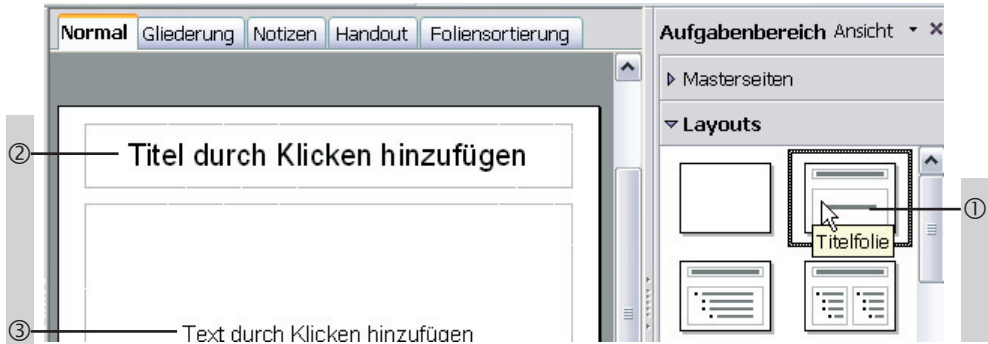 Normal Gliederung Notizen Handout Foliensortierung
Aufgabenbereich Ansicht
Masterseiten
Layouts
② Titel durch Klicken hinzufügen
①
Titelfolie
③ Text durch Klicken hinzufügen